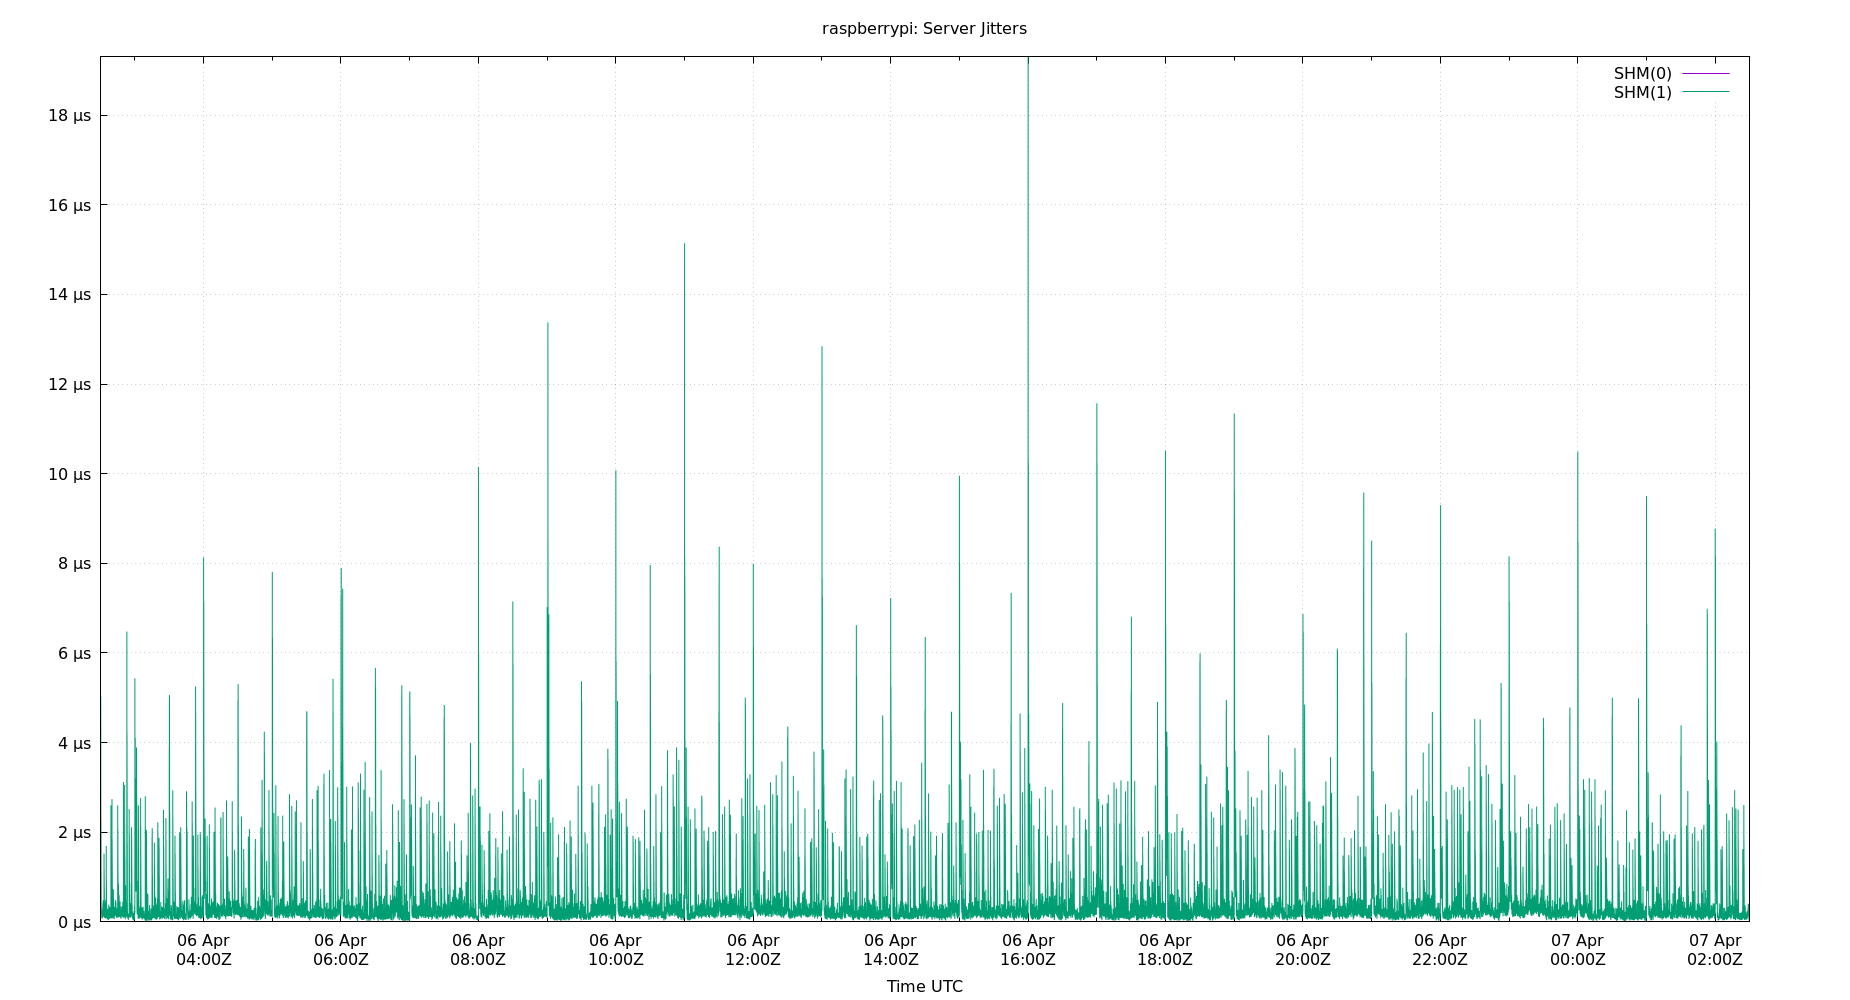 raspberrypi: Server Jitters
SHM(0)
SHM(1)
18 µs
16 µs
14 µs
12 µs
10 µs
8 µs
6 µs
4 µs
2 µs
0 µs
06 Apr 06 Apr 06 Apr 06 Apr 06 Apr 06 Apr 06 Apr 06 Apr 06 Apr 06 Apr 07 Apr 07 Apr
04:00Z 06:00Z 08:00Z 10:00Z 12:00Z 14:00Z 16:00Z 18:00Z 20:00Z 22:00Z 00:00Z 02:00Z
Time UTC